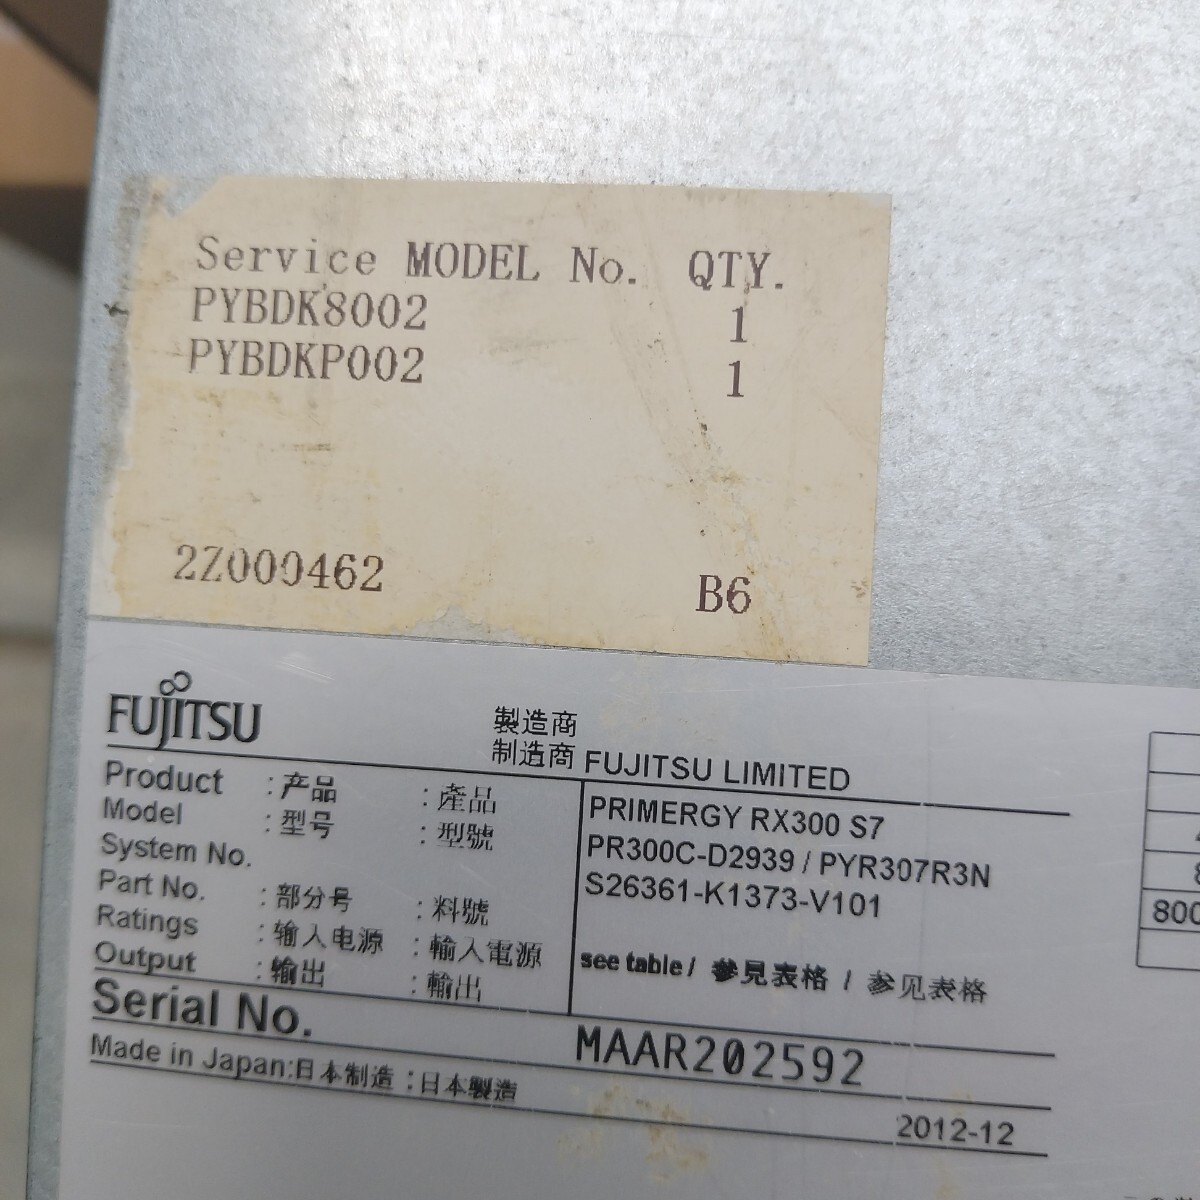 Service MODEL No. QTY.
PYBDK8002 1
PYBDKP002 1
2Z000462 B6
FUJITSU
製造商
制造商 FUJITSU LIMITED
Product :产品 :產品 PRIMERGY RX300 S7
Model :型号 :型號 PR300C-D2939 / PYR307R3N
System No. S26361-K1373-V101
Part No. :部分号 :料號
Ratings :输入电源 :輸入電源 see table / 參見表格 / 参见表格
Output :输出 :輸出
Serial No. MAAR202592
Made in Japan:日本制造 :日本製造
2012-12
800